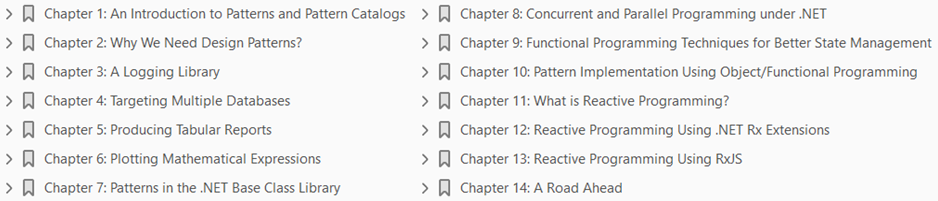 Chapter 1: An Introduction to Patterns and Pattern Catalogs
Chapter 2: Why We Need Design Patterns?
Chapter 3: A Logging Library
Chapter 4: Targeting Multiple Databases
Chapter 5: Producing Tabular Reports
Chapter 6: Plotting Mathematical Expressions
Chapter 7: Patterns in the .NET Base Class Library
Chapter 8: Concurrent and Parallel Programming under .NET
Chapter 9: Functional Programming Techniques for Better State Management
Chapter 10: Pattern Implementation Using Object/Functional Programming
Chapter 11: What is Reactive Programming?
Chapter 12: Reactive Programming Using .NET Rx Extensions
Chapter 13: Reactive Programming Using RxJS
Chapter 14: A Road Ahead